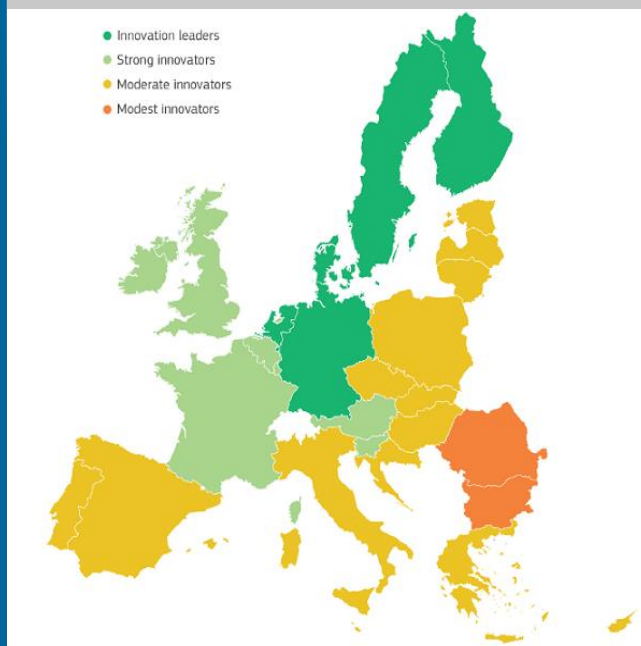 Innovation leaders
Strong innovators
Moderate innovators
Modest innovators